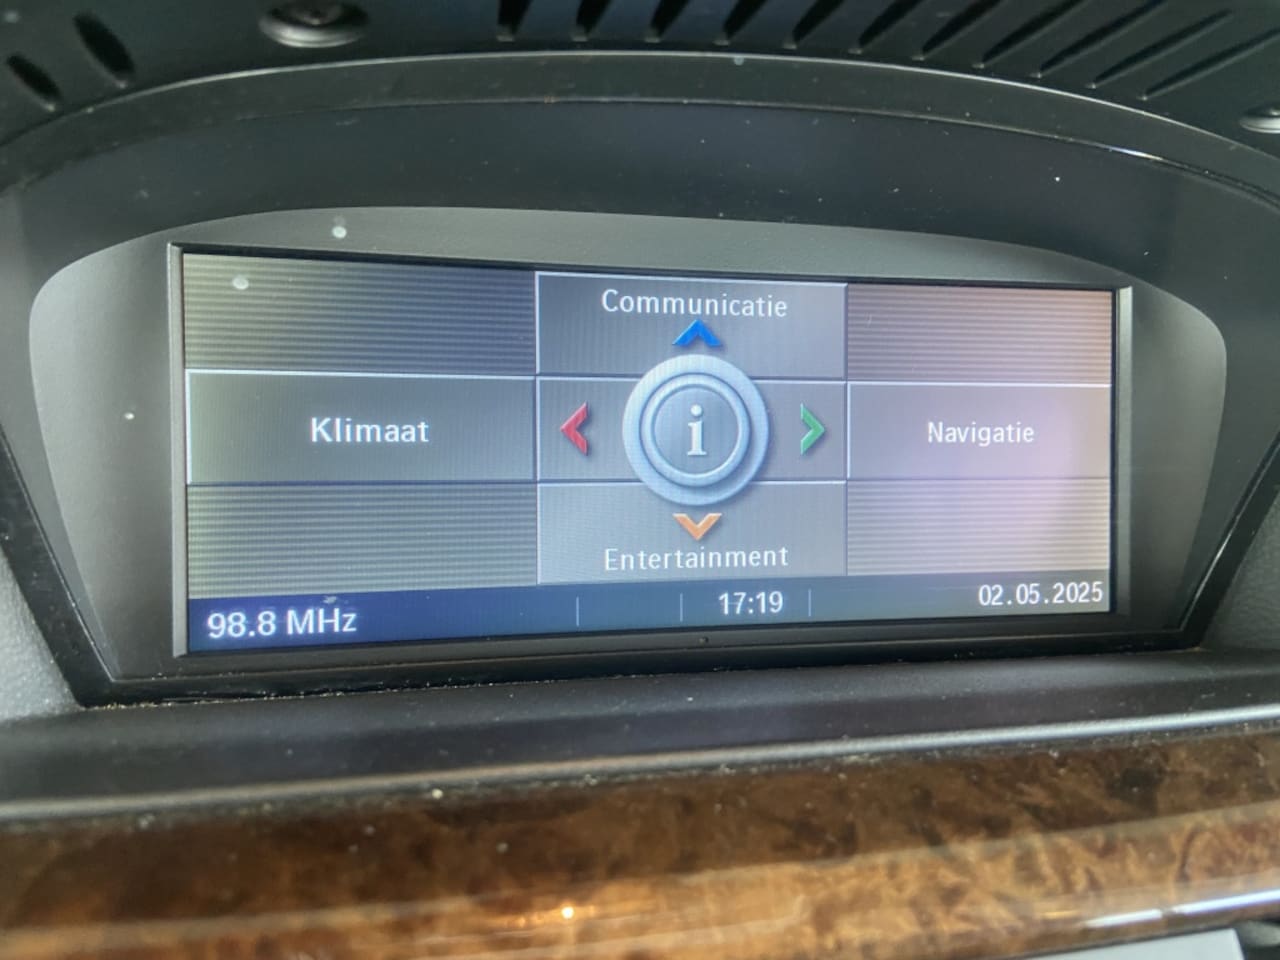 Communicatie
Klimaat
i
Navigatie
Entertainment
98.8 MHz
17:19
02.05.2025